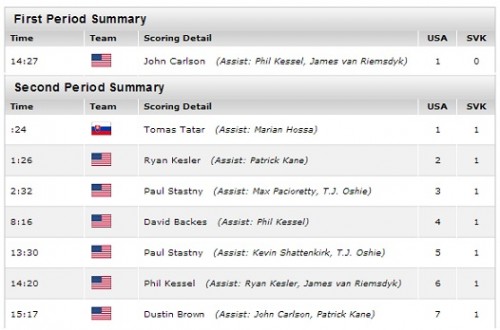 First Period Summary
Time Team Scoring Detail USA SVK
14:27 John Carlson (Assist: Phil Kessel, James van Riemsdyk) 1 0
Second Period Summary
Time Team Scoring Detail USA SVK
:24 Tomas Tatar (Assist: Marian Hossa) 1 1
1:26 Ryan Kesler (Assist: Patrick Kane) 2 1
2:32 Paul Stastny (Assist: Max Pacioretty, T.J. Oshie) 3 1
8:16 David Backes (Assist: Phil Kessel) 4 1
13:30 Paul Stastny (Assist: Kevin Shattenkirk, T.J. Oshie) 5 1
14:20 Phil Kessel (Assist: Ryan Kesler, James van Riemsdyk) 6 1
15:17 Dustin Brown (Assist: John Carlson, Patrick Kane) 7 1